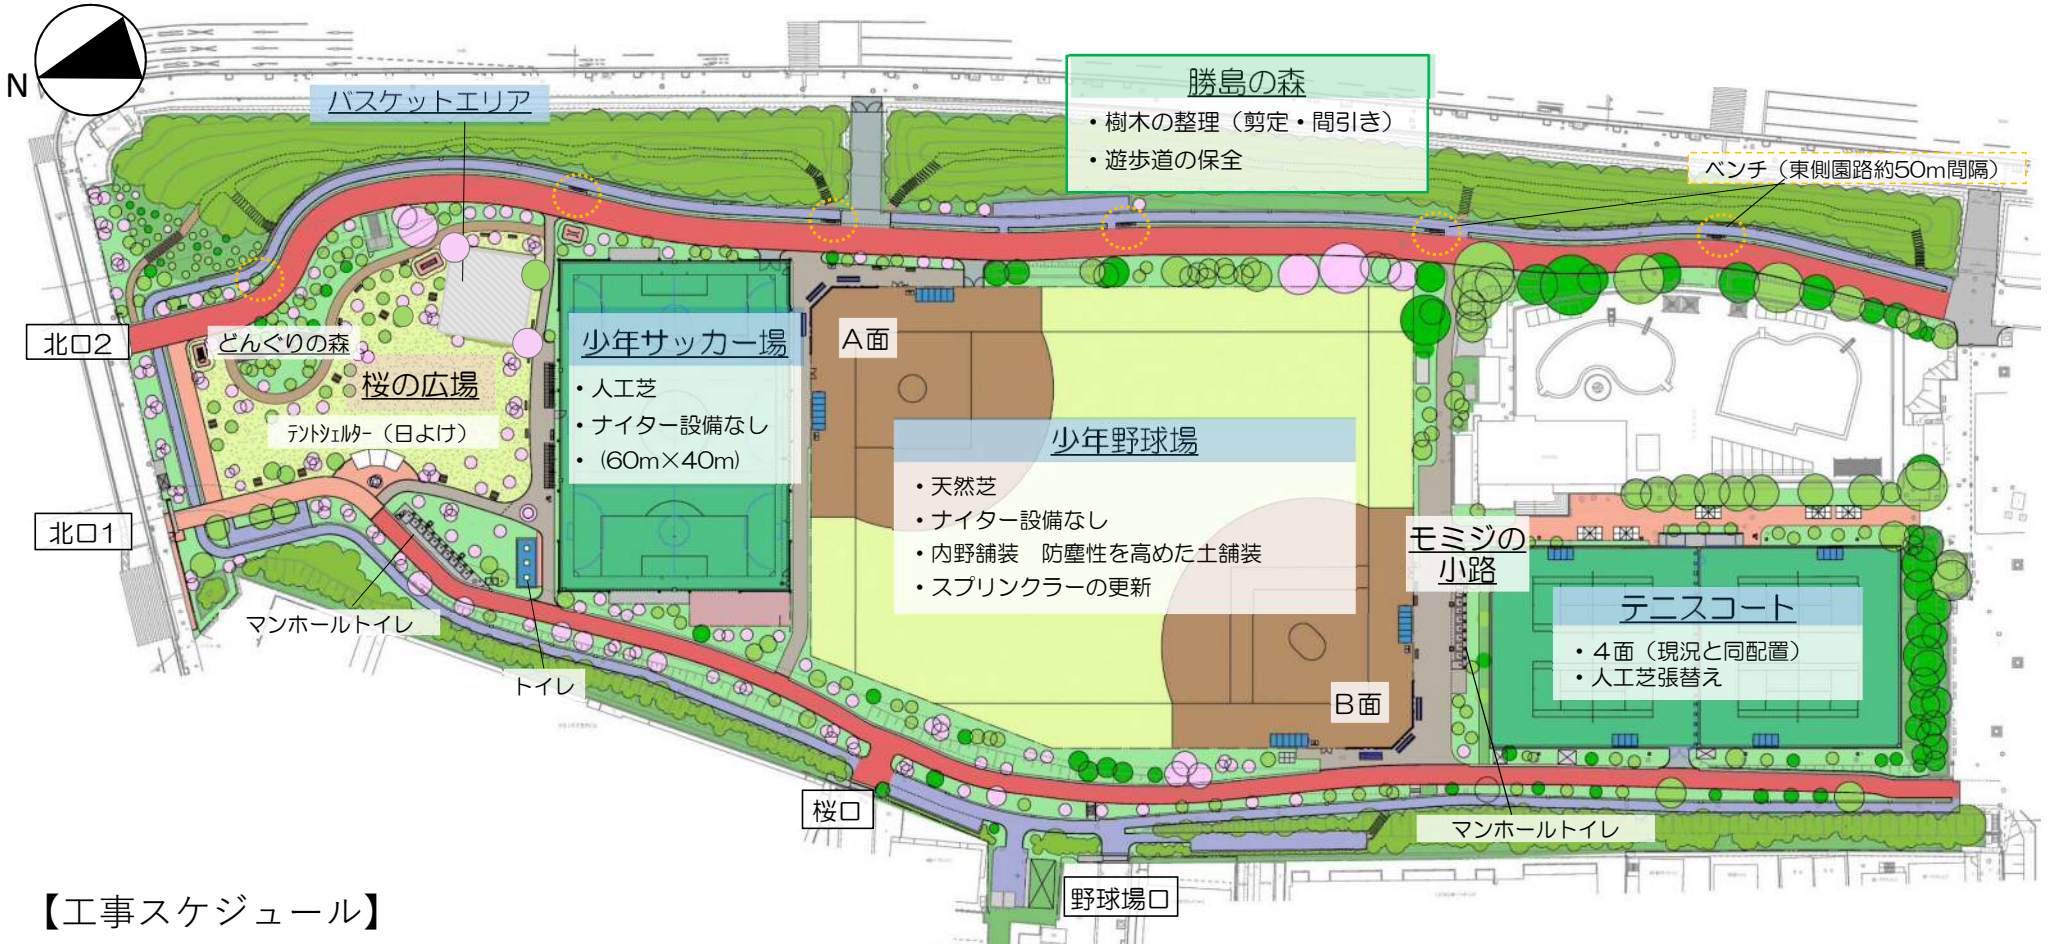 N
バスケットエリア
勝島の森
・樹木の整理（剪定・間引き）
・遊歩道の保全
ベンチ（東側園路約50m間隔）
北口2
どんぐりの森
桜の広場
テントシェルター（日よけ）
北口1
マンホールトイレ
トイレ
少年サッカー場
・人工芝
・ナイター設備なし
・（60m×40m）
A面
少年野球場
・天然芝
・ナイター設備なし
・内野舗装　防塵性を高めた土舗装
・スプリンクラーの更新
B面
モミジの
小路
テニスコート
・４面（現況と同配置）
・人工芝張替え
マンホールトイレ
桜口
野球場口
【工事スケジュール】